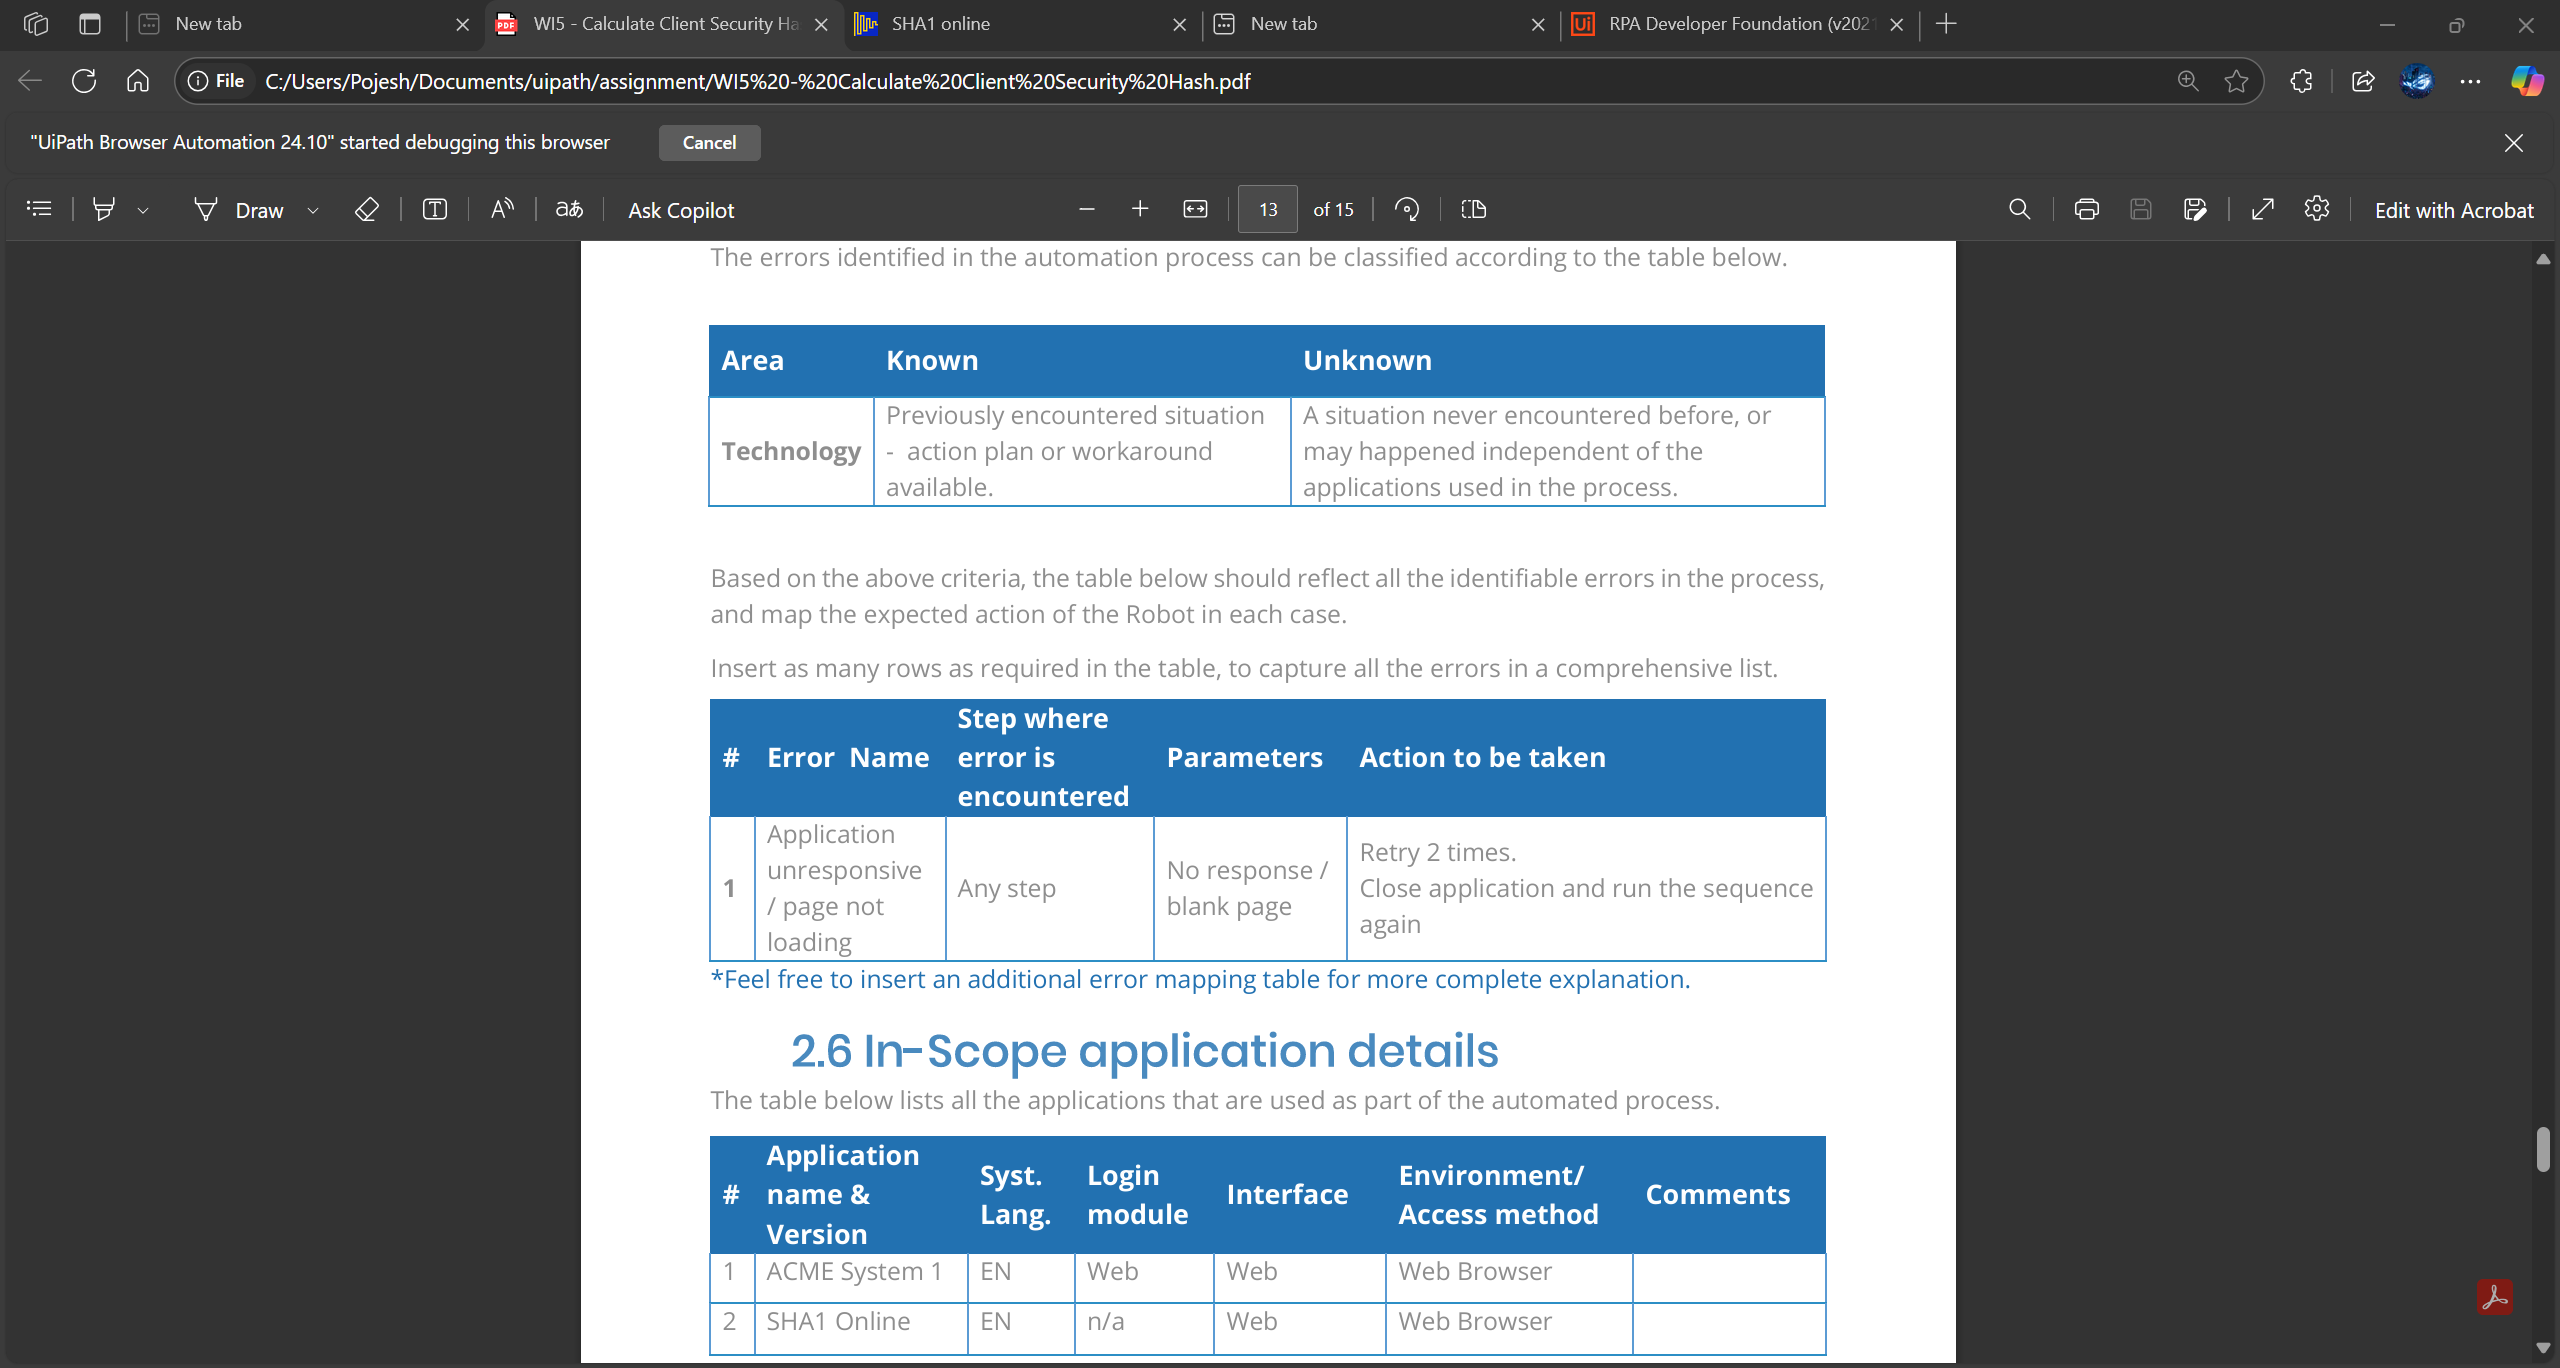 New tab
WI5 - Calculate Client Security Ha
SHA1 online
New tab
RPA Developer Foundation (v2021
File
C:/Users/Pojesh/Documents/uipath/assignment/WI5%20-%20Calculate%20Client%20Security%20Hash.pdf
"UiPath Browser Automation 24.10" started debugging this browser
Cancel
Draw
Ask Copilot
13
of 15
Edit with Acrobat
The errors identified in the automation process can be classified according to the table below.
Area
Known
Unknown
Technology
Previously encountered situation
- action plan or workaround
available.
A situation never encountered before, or
may happened independent of the
applications used in the process.
Based on the above criteria, the table below should reflect all the identifiable errors in the process,
and map the expected action of the Robot in each case.
Insert as many rows as required in the table, to capture all the errors in a comprehensive list.
#
Error Name
Step where
error is
encountered
Parameters
Action to be taken
1
Application
unresponsive
/ page not
loading
Any step
No response /
blank page
Retry 2 times.
Close application and run the sequence
again
*Feel free to insert an additional error mapping table for more complete explanation.
2.6 In-Scope application details
The table below lists all the applications that are used as part of the automated process.
#
Application
name &
Version
Syst.
Lang.
Login
module
Interface
Environment/
Access method
Comments
1
ACME System 1
EN
Web
Web
Web Browser
2
SHA1 Online
EN
n/a
Web
Web Browser